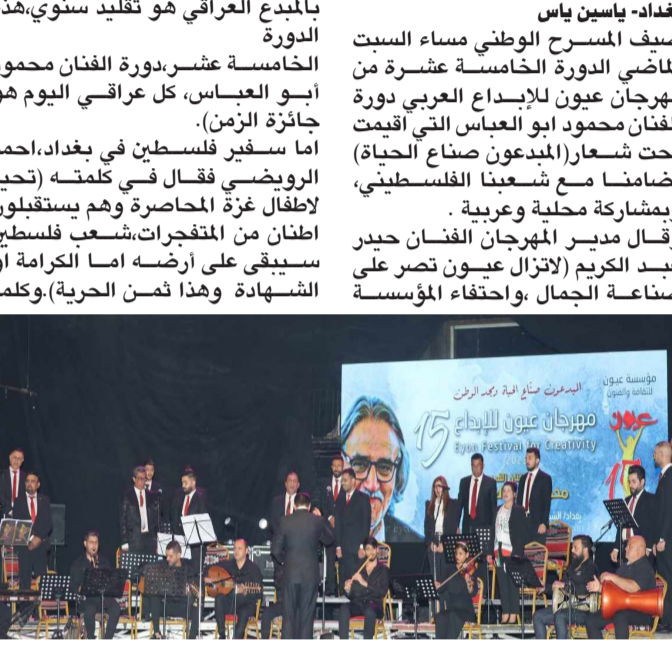 بغداد- ياسين ياس
ضيف المسرح الوطني مساء السبت
الماضي الدورة الخامسة عشرة من
مهرجان عيون للإبداع العربي دورة
الفنان محمود ابو العباس التي اقيمت
تحت شعار(المبدعون صناع الحياة)
تضامنا مع شعبنا الفلسطيني،
وبمشاركة محلية وعربية .
وقال مدير المهرجان الفنان حيدر
عبد الكريم (لاتزال عيون تصر على
صناعة الجمال ،واحتفاء المؤسسة
بالمبدع العراقي هو تقليد سنوي،هذه
الدورة
الخامسة عشر،دورة الفنان محمود
أبو العباس، كل عراقي اليوم هو
جائزة الزمن).
اما سفير فلسطين في بغداد،احمد
الرويضي فقال في كلمته (تحية
لاطفال غزة المحاصرة وهم يستقبلون
اطنان من المتفجرات،شعب فلسطين
سيبقى على أرضه اما الكرامة او
الشهادة وهذا ثمن الحرية).وكلمة
مؤسسة عيون
للثقافة والفنون
عيون
المبدعون صناع الحياة ومجد الوطن
مهرجان عيون للإبداع 15
Eyon Festival for Creativity